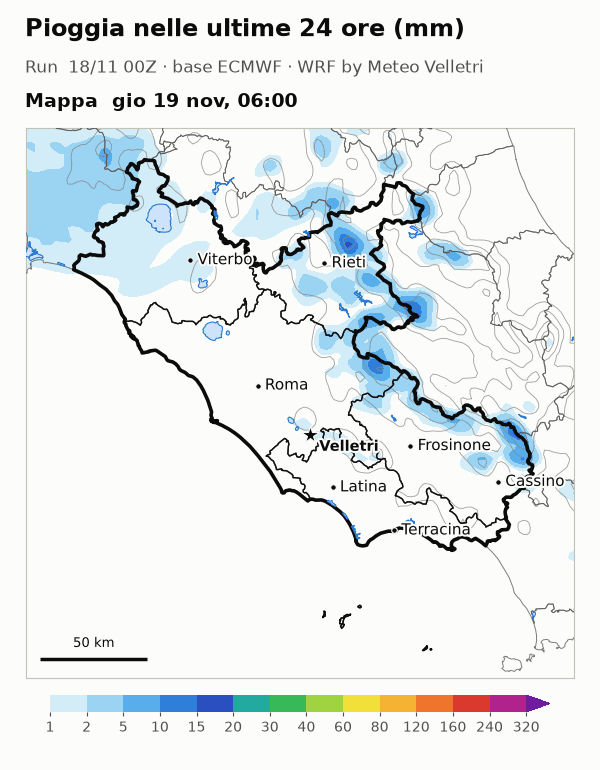 Pioggia nelle ultime 24 ore (mm)
Run  18/11 00Z · base ECMWF · WRF by Meteo Velletri
Mappa  gio 19 nov, 06:00
Viterbo
Rieti
Roma
Velletri
Frosinone
Latina
Cassino
Terracina
50 km
1 2 5 10 15 20 30 40 60 80 120 160 240 320